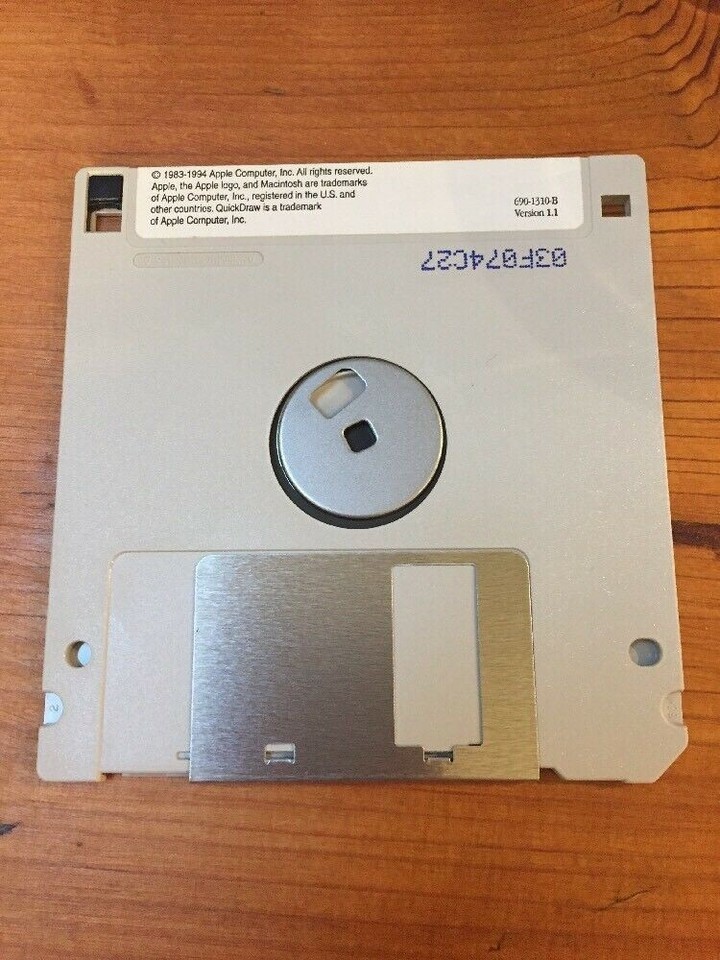 © 1983-1994 Apple Computer, Inc. All rights reserved.
Apple, the Apple logo, and Macintosh are trademarks
of Apple Computer, Inc., registered in the U.S. and
other countries. QuickDraw is a trademark
of Apple Computer, Inc.
690-1310-B
Version 1.1
03F074C27
2